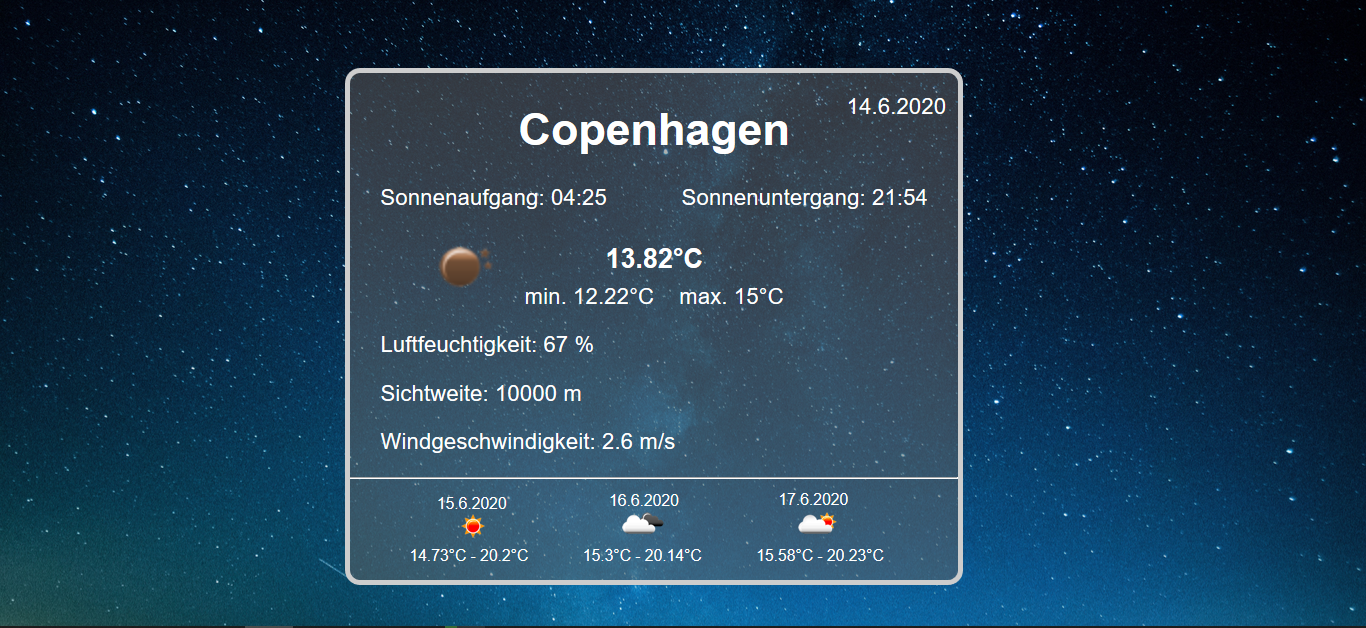 14.6.2020
Copenhagen
Sonnenaufgang: 04:25 Sonnenuntergang: 21:54
13.82°C
min. 12.22°C max. 15°C
Luftfeuchtigkeit: 67 %
Sichtweite: 10000 m
Windgeschwindigkeit: 2.6 m/s
15.6.2020 16.6.2020 17.6.2020
14.73°C - 20.2°C 15.3°C - 20.14°C 15.58°C - 20.23°C